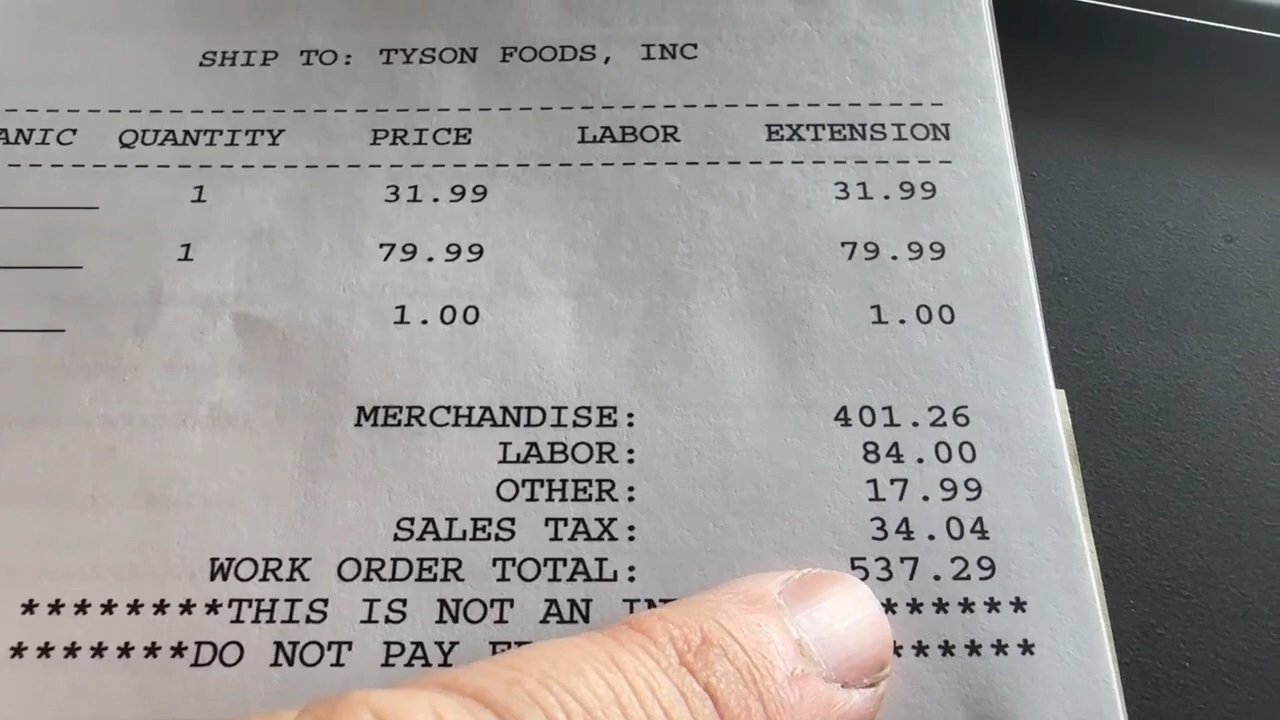 SHIP TO: TYSON FOODS, INC
ANIC QUANTITY PRICE LABOR EXTENSION
1 31.99 31.99
1 79.99 79.99
1.00 1.00
MERCHANDISE: 401.26
LABOR: 84.00
OTHER: 17.99
SALES TAX: 34.04
WORK ORDER TOTAL: 537.29
********THIS IS NOT AN ******
*******DO NOT PAY ******